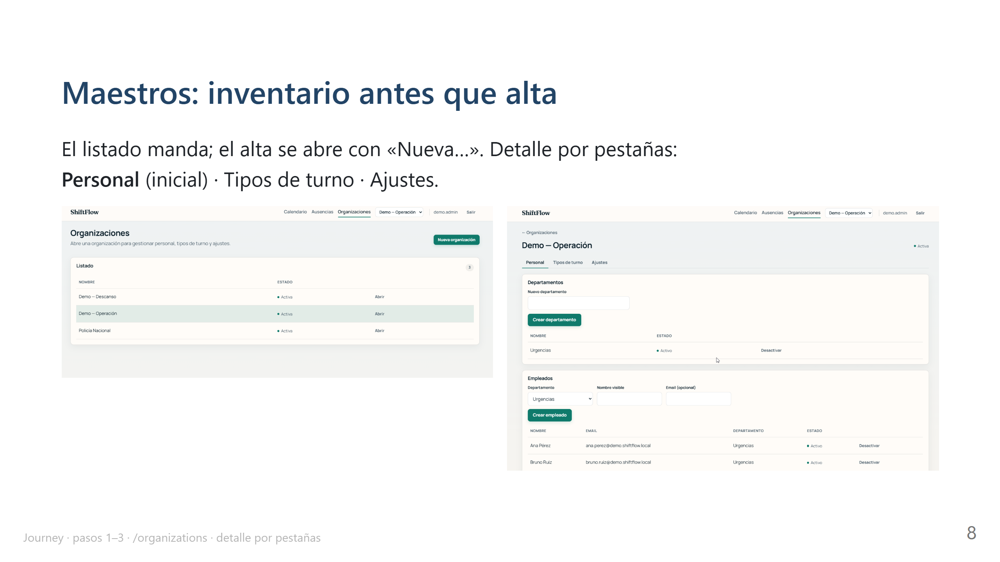 Maestros: inventario antes que alta
El listado manda; el alta se abre con «Nueva…». Detalle por pestañas:
Personal (inicial) · Tipos de turno · Ajustes.
ShiftFlow
Calendario Ausencias Organizaciones Demo — Operación demo.admin Salir
Organizaciones
Abre una organización para gestionar personal, tipos de turno y ajustes.
Nueva organización
Listado
3
NOMBRE ESTADO
Demo — Descanso Activa Abrir
Demo — Operación Activa Abrir
Policía Nacional Activa Abrir
ShiftFlow
Calendario Ausencias Organizaciones Demo — Operación demo.admin Salir
← Organizaciones
Demo — Operación
Activa
Personal Tipos de turno Ajustes
Departamentos
Nuevo departamento
Crear departamento
NOMBRE ESTADO
Urgencias Activo Desactivar
Empleados
Departamento Nombre visible Email (opcional)
Urgencias
Crear empleado
NOMBRE EMAIL DEPARTAMENTO ESTADO
Ana Pérez ana.perez@demo.shiftflow.local Urgencias Activo Desactivar
Bruno Ruiz bruno.ruiz@demo.shiftflow.local Urgencias Activo Desactivar
Journey · pasos 1–3 · /organizations · detalle por pestañas
8